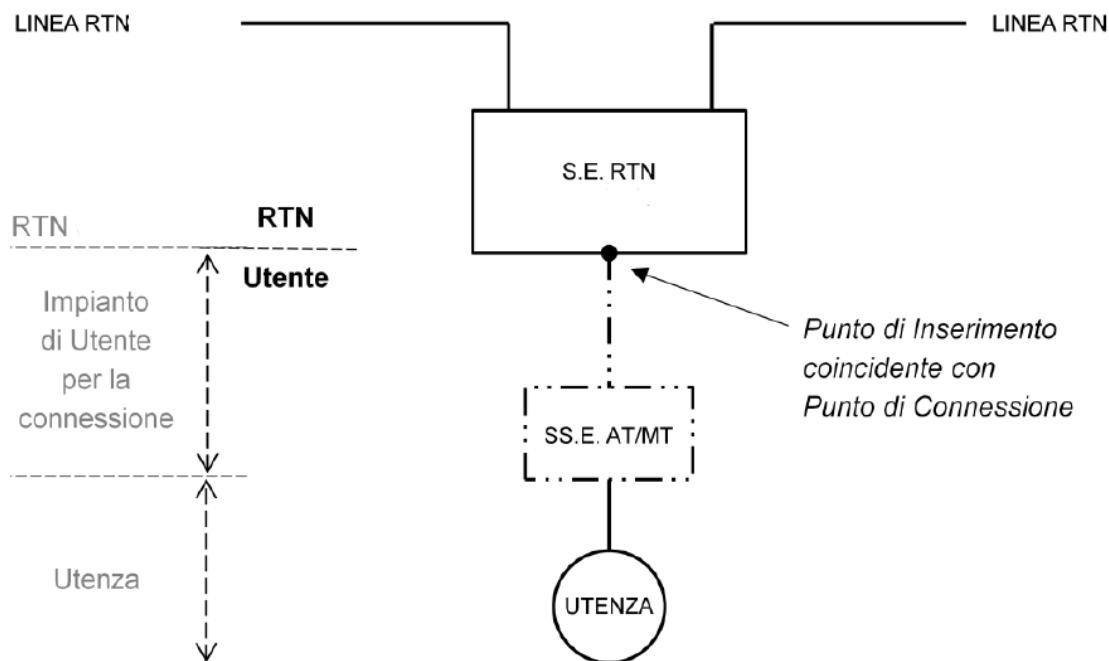 LINEA RTN
LINEA RTN
S.E. RTN
RTN
RTN
Utente
Impianto
di Utente
per la
connessione
Punto di Inserimento
coincidente con
Punto di Connessione
SS.E. AT/MT
Utenza
UTENZA